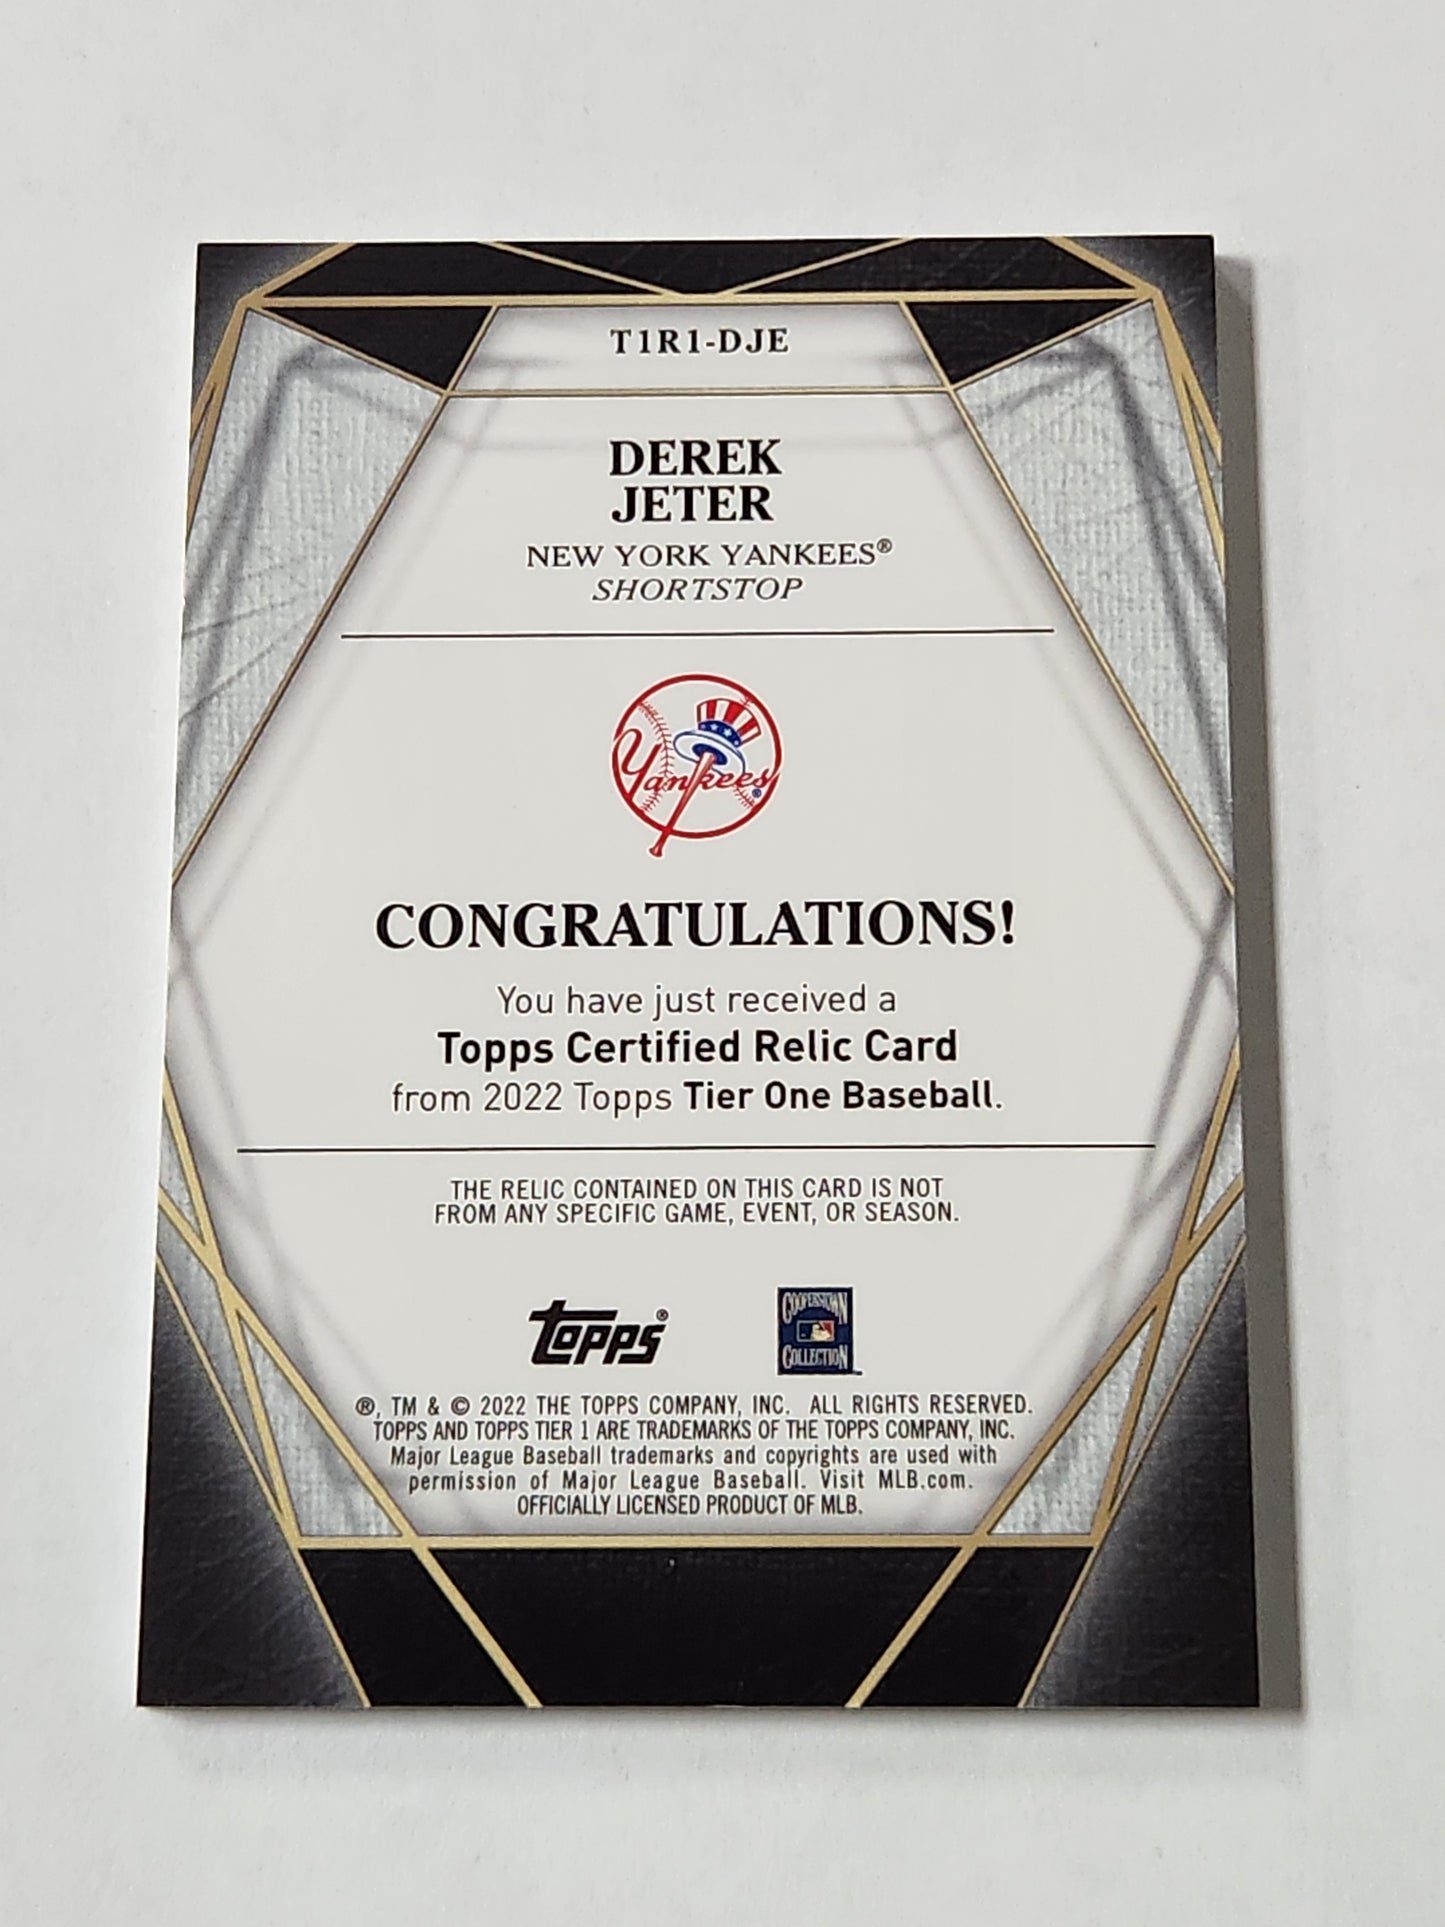 T1R1-DJE
DEREK
JETER
NEW YORK YANKEES®
SHORTSTOP
Yankees®
CONGRATULATIONS!
You have just received a
Topps Certified Relic Card
from 2022 Topps Tier One Baseball.
THE RELIC CONTAINED ON THIS CARD IS NOT
FROM ANY SPECIFIC GAME, EVENT, OR SEASON.
topps®
COOPERSTOWN
COLLECTION
®, TM & © 2022 THE TOPPS COMPANY, INC. ALL RIGHTS RESERVED.
TOPPS AND TOPPS TIER 1 ARE TRADEMARKS OF THE TOPPS COMPANY, INC.
Major League Baseball trademarks and copyrights are used with
permission of Major League Baseball. Visit MLB.com.
OFFICIALLY LICENSED PRODUCT OF MLB.